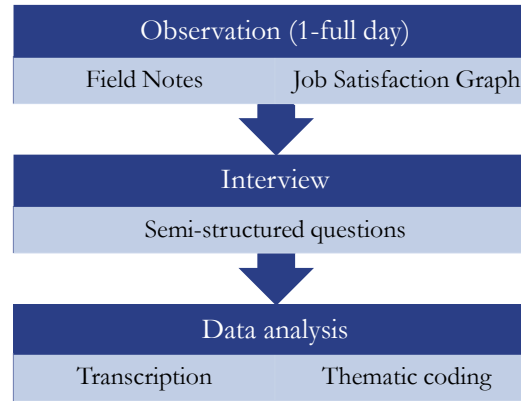 Observation (1-full day)
Field Notes
Job Satisfaction Graph
Interview
Semi-structured questions
Data analysis
Transcription
Thematic coding